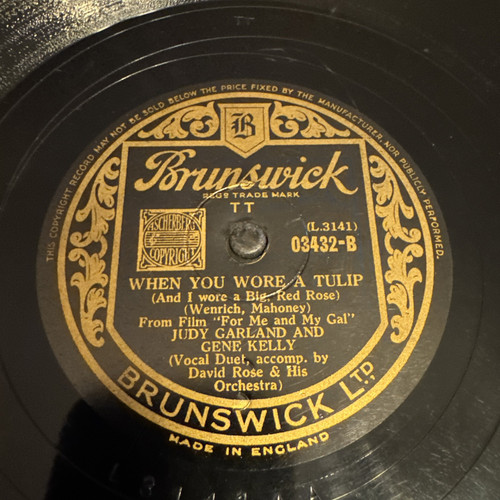 TT
THIS COPYRIGHT RECORD MAY NOT BE SOLD BELOW THE PRICE FIXED BY THE MANUFACTURER, NOR PUBLICLY PERFORMED.
B
Brunswick
REGD TRADE MARK
TT
ASCHERBERG
COPYRIGHT
(L.3141)
03432-B
WHEN YOU WORE A TULIP
(And I wore a Big Red Rose)
(Wenrich, Mahoney)
From Film "For Me and My Gal"
JUDY GARLAND AND
GENE KELLY
(Vocal Duet, accomp. by
David Rose & His
Orchestra)
BRUNSWICK LTD.,
MADE IN ENGLAND